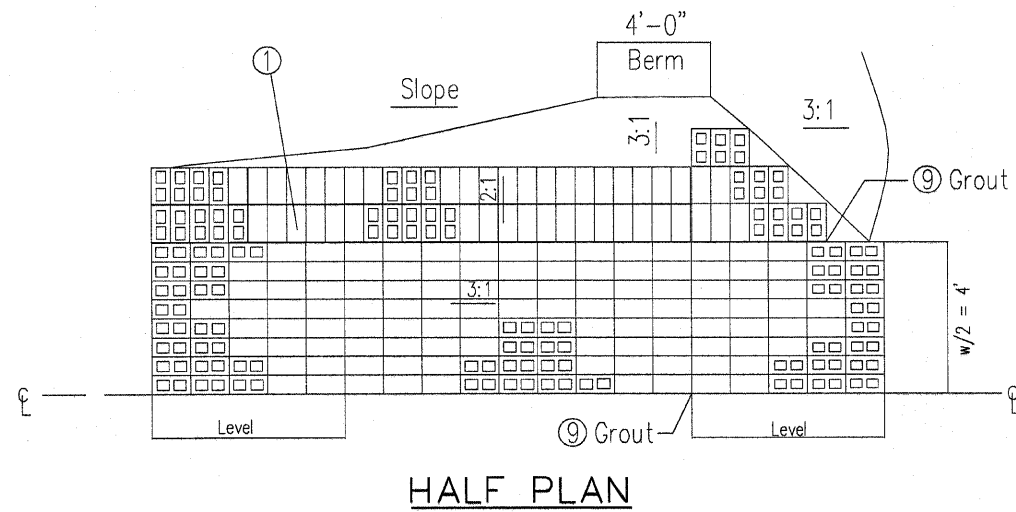 4'-0"
Berm
①
Slope
3:1
3:1
⑨ Grout
2:1
3:1
w/2 = 4'
℄
℄
Level
⑨ Grout
Level
HALF PLAN